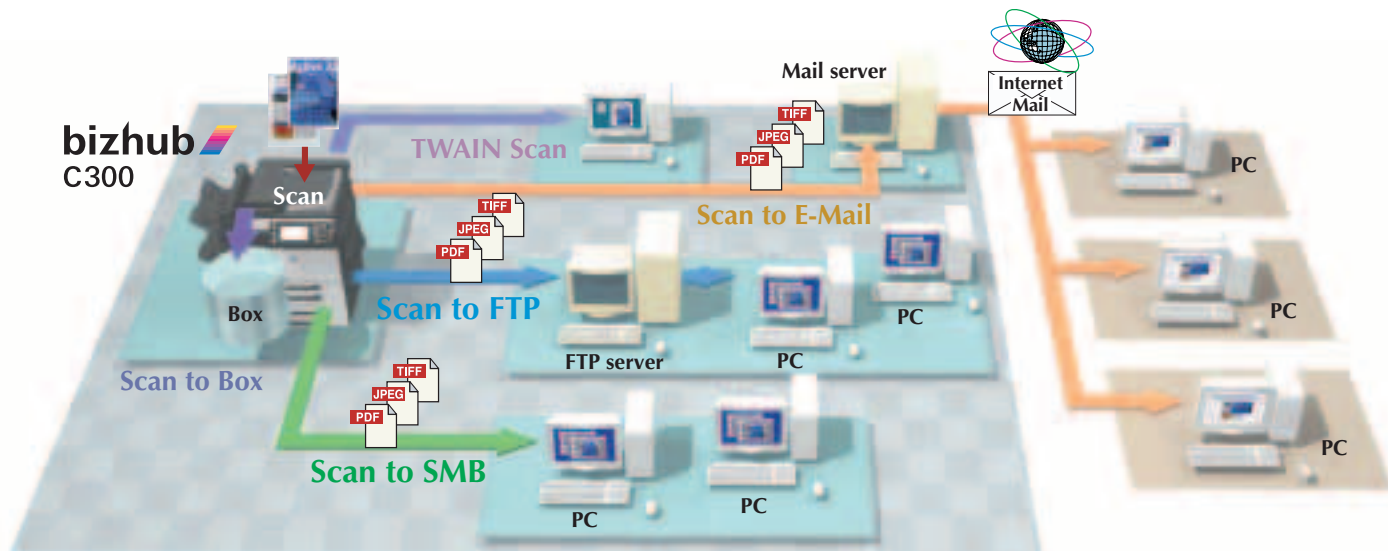 Mail server
Internet
Mail
bizhub
C300
Scan
TWAIN Scan
TIFF
JPEG
PDF
PC
Scan to E-Mail
TIFF
JPEG
PDF
Scan to FTP
Box
FTP server
PC
PC
PC
Scan to Box
TIFF
JPEG
PDF
Scan to SMB
PC
PC
PC